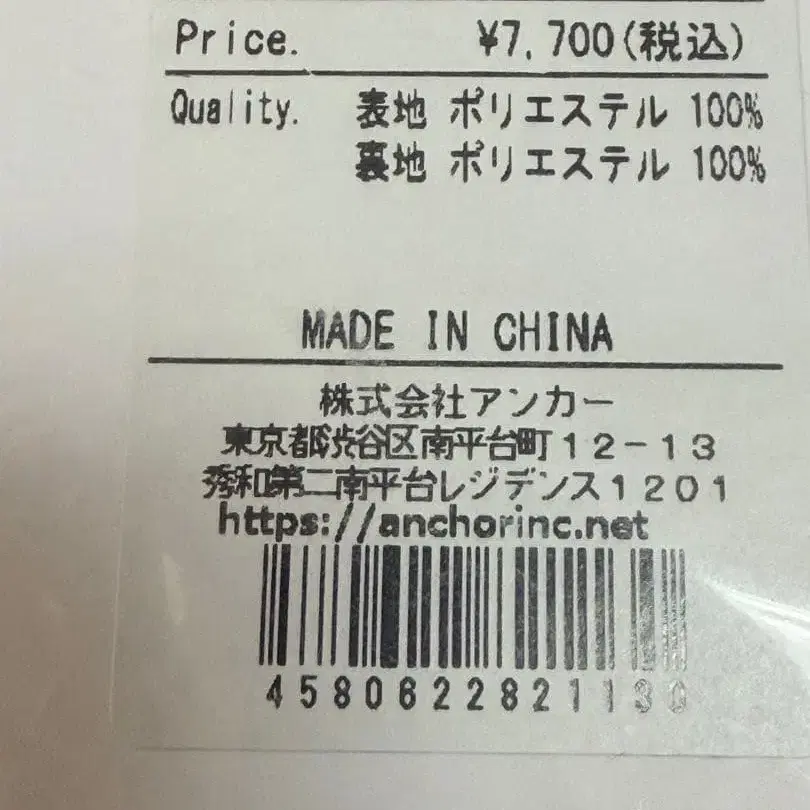 Price. ¥7,700(税込)
Quality. 表地 ポリエステル 100%
裏地 ポリエステル 100%
MADE IN CHINA
株式会社アンカー
東京都渋谷区南平台町12-13
秀和第二南平台レジデンス1201
https://anchorinc.net
4580622821130